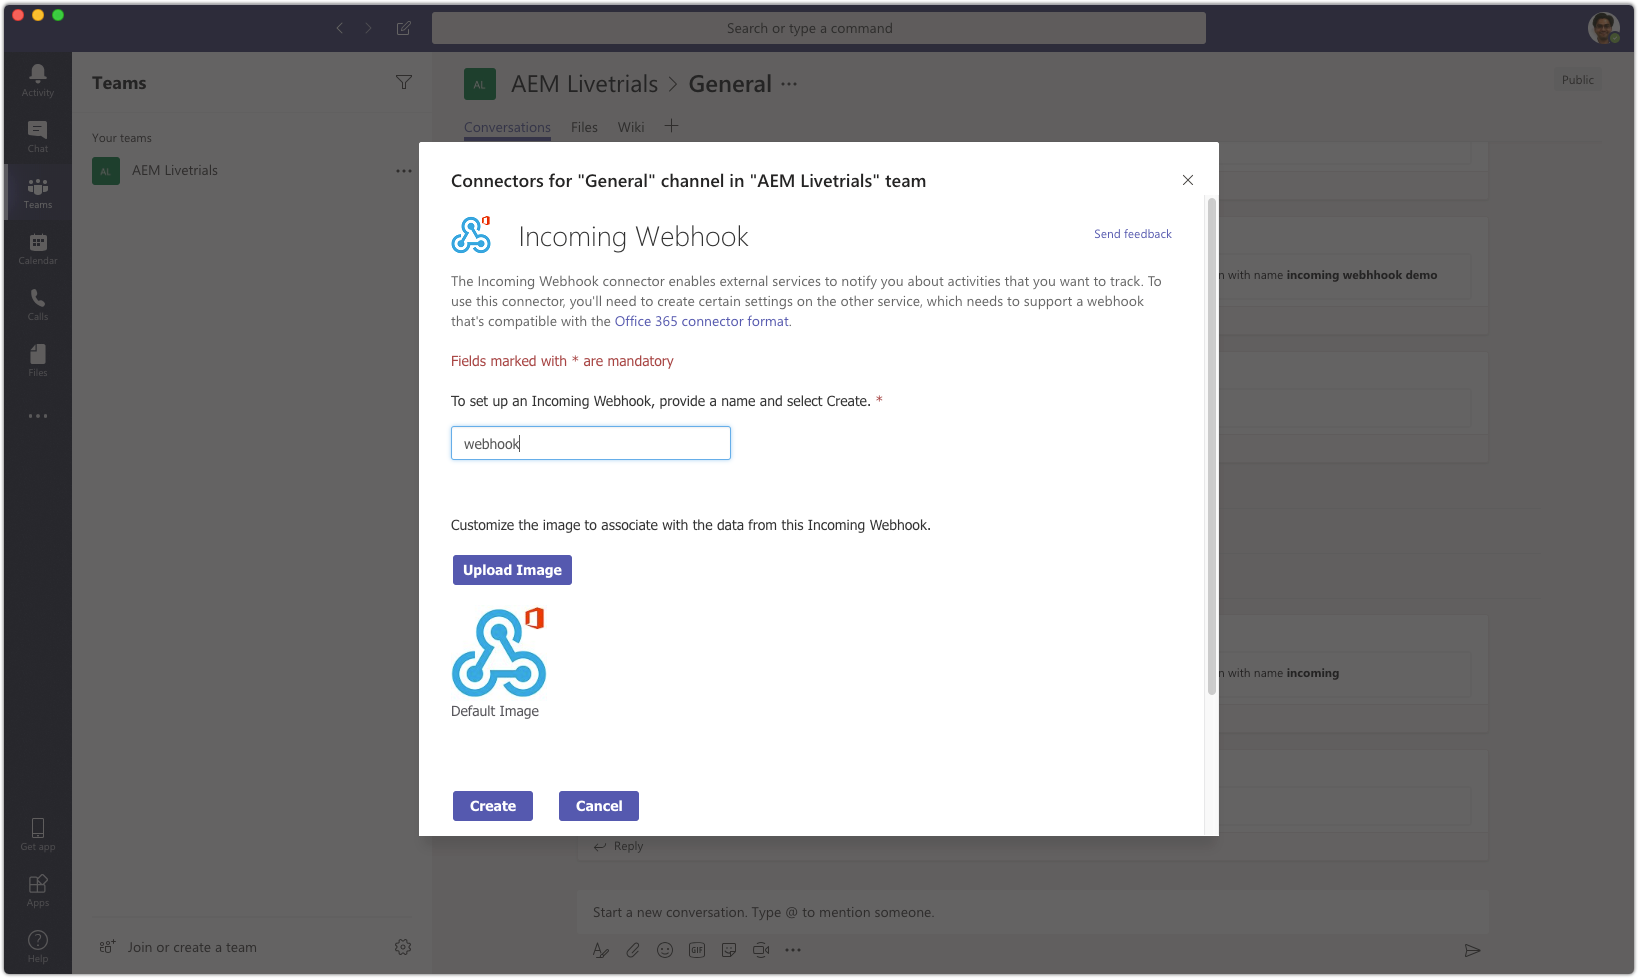 Search or type a command
Activity
Chat
Teams
Calendar
Calls
Files
Get app
Apps
Help
Teams
Your teams
AL
AEM Livetrials
Join or create a team
AL
AEM Livetrials > General
Public
Conversations
Files
Wiki
Connectors for "General" channel in "AEM Livetrials" team
Incoming Webhook
Send feedback
The Incoming Webhook connector enables external services to notify you about activities that you want to track. To
use this connector, you'll need to create certain settings on the other service, which needs to support a webhook
that's compatible with the Office 365 connector format.
Fields marked with * are mandatory
To set up an Incoming Webhook, provide a name and select Create. *
webhook
Customize the image to associate with the data from this Incoming Webhook.
Upload Image
Default Image
Create
Cancel
n with name incoming webhhook demo
n with name incoming
Reply
Start a new conversation. Type @ to mention someone.
GIF